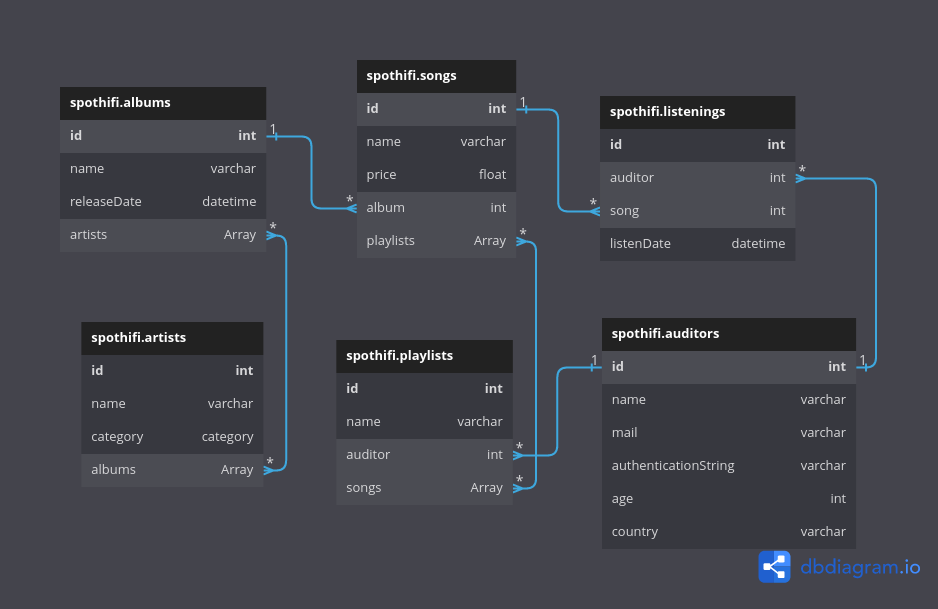 spothifi.albums
id int
name varchar
releaseDate datetime
artists Array
1
*
spothifi.songs
id int
name varchar
price float
album int
playlists Array
1
*
*
spothifi.listenings
id int
auditor int
song int
listenDate datetime
*
*
spothifi.artists
id int
name varchar
category category
albums Array
*
spothifi.playlists
id int
name varchar
auditor int
songs Array
*
*
spothifi.auditors
id int
name varchar
mail varchar
authenticationString varchar
age int
country varchar
1
1
dbdiagram.io